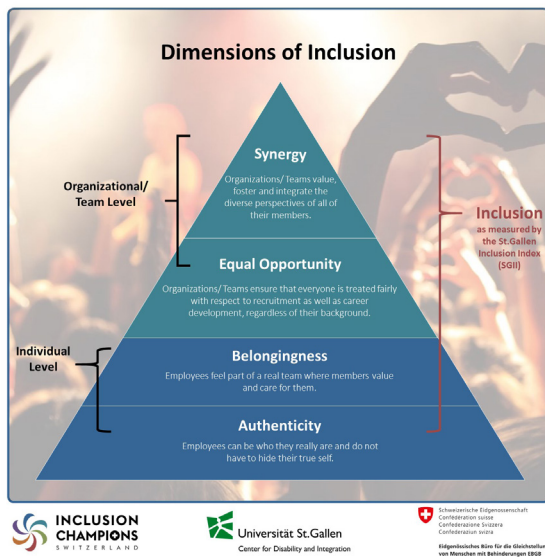 Dimensions of Inclusion
Synergy
Organizations/ Teams value,
foster and integrate the
diverse perspectives of all of
their members.
Organizational/
Team Level
Equal Opportunity
Organizations/ Teams ensure that everyone is treated fairly
with respect to recruitment as well as career
development, regardless of their background.
Inclusion
as measured by
the St.Gallen
Inclusion Index
(SGII)
Individual
Level
Belongingness
Employees feel part of a real team where members value
and care for them.
Authenticity
Employees can be who they really are and do not
have to hide their true self.
INCLUSION
CHAMPIONS
SWITZERLAND
Universität St.Gallen
Center for Disability and Integration
Schweizerische Eidgenossenschaft
Confédération suisse
Confederazione Svizzera
Confederaziun svizra
Eidgenössisches Büro für die Gleichstellung
von Menschen mit Behinderungen EBGB